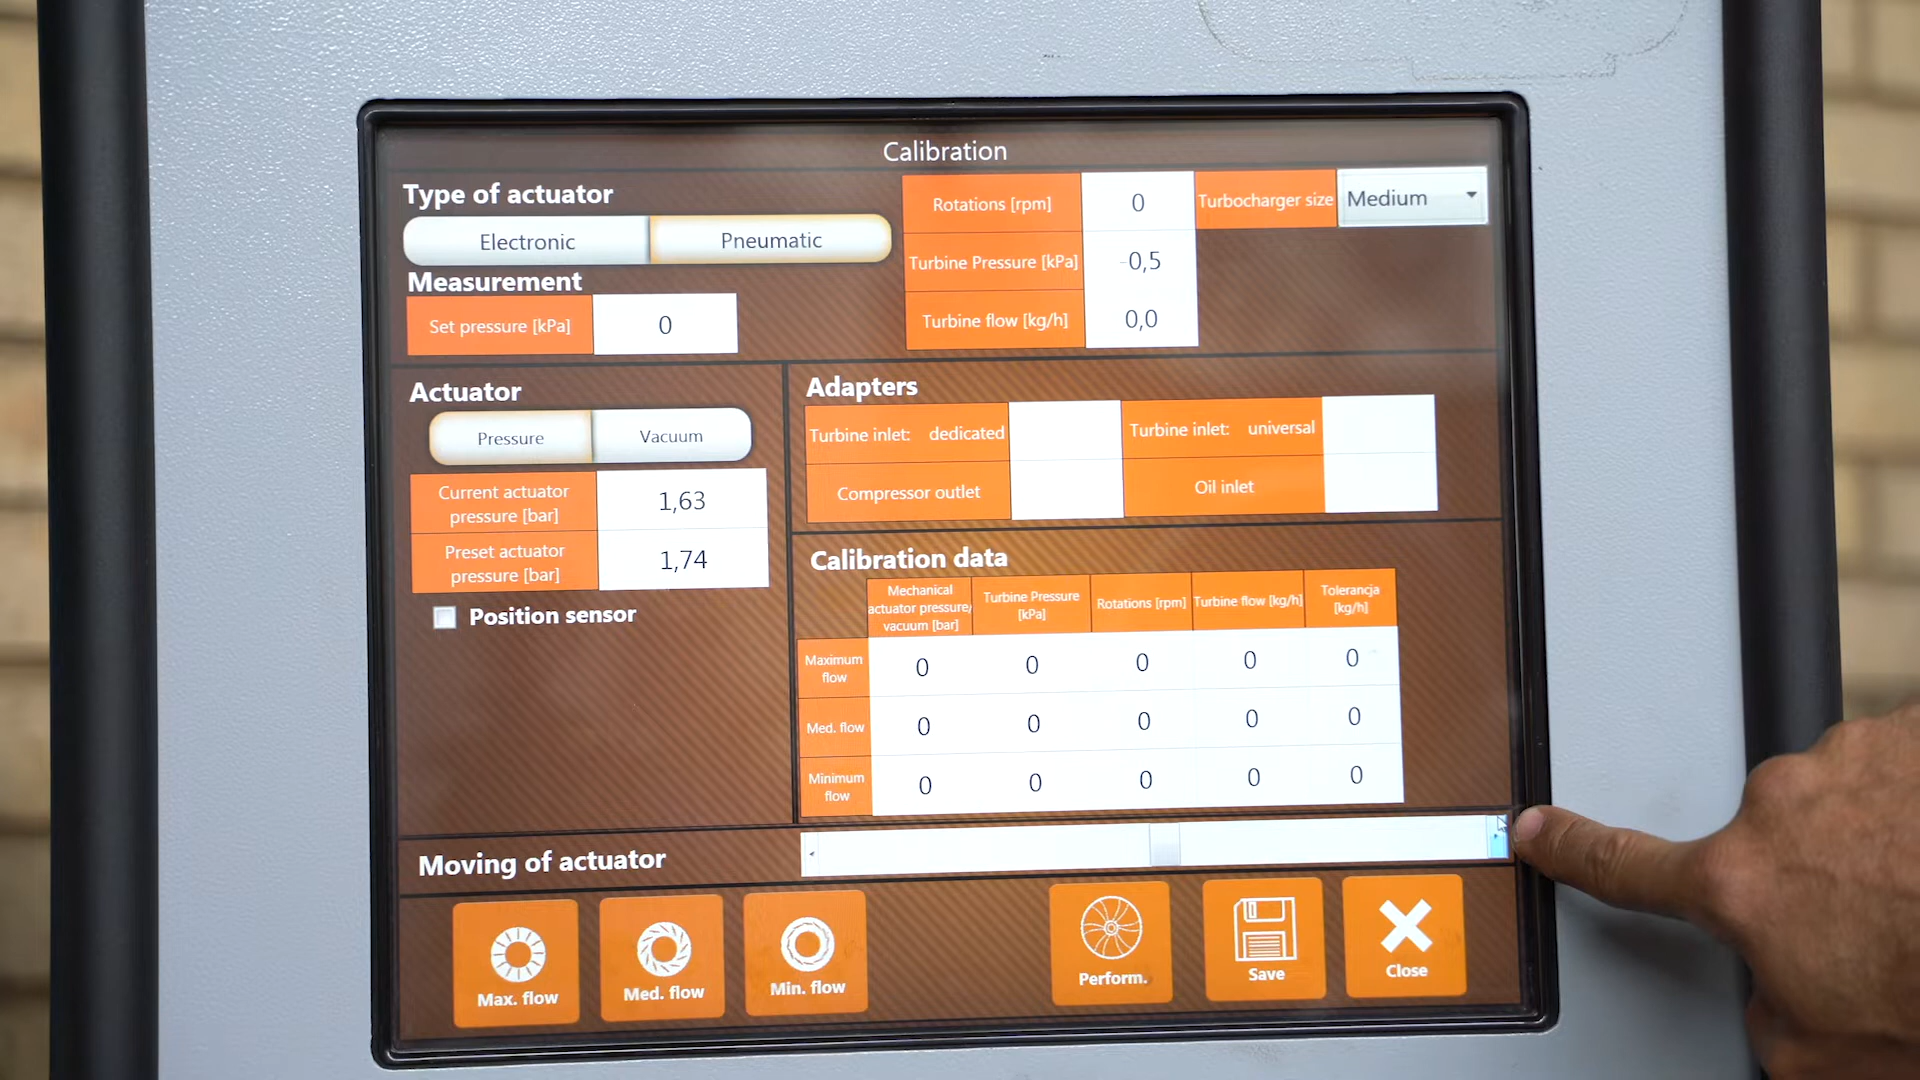 Calibration
Type of actuator
Electronic
Pneumatic
Measurement
Set pressure [kPa]
0
Rotations [rpm]
0
Turbocharger size
Medium
Turbine Pressure [kPa]
-0,5
Turbine flow [kg/h]
0,0
Actuator
Pressure
Vacuum
Current actuator
pressure [bar]
1,63
Preset actuator
pressure [bar]
1,74
Position sensor
Adapters
Turbine inlet: dedicated
Turbine inlet: universal
Compressor outlet
Oil inlet
Calibration data
Mechanical
actuator pressure/
vacuum [bar]
Turbine Pressure
[kPa]
Rotations [rpm]
Turbine flow [kg/h]
Tolerancja
[kg/h]
Maximum
flow
0 0 0 0 0
Med. flow
0 0 0 0 0
Minimum
flow
0 0 0 0 0
Moving of actuator
Max. flow
Med. flow
Min. flow
Perform.
Save
Close